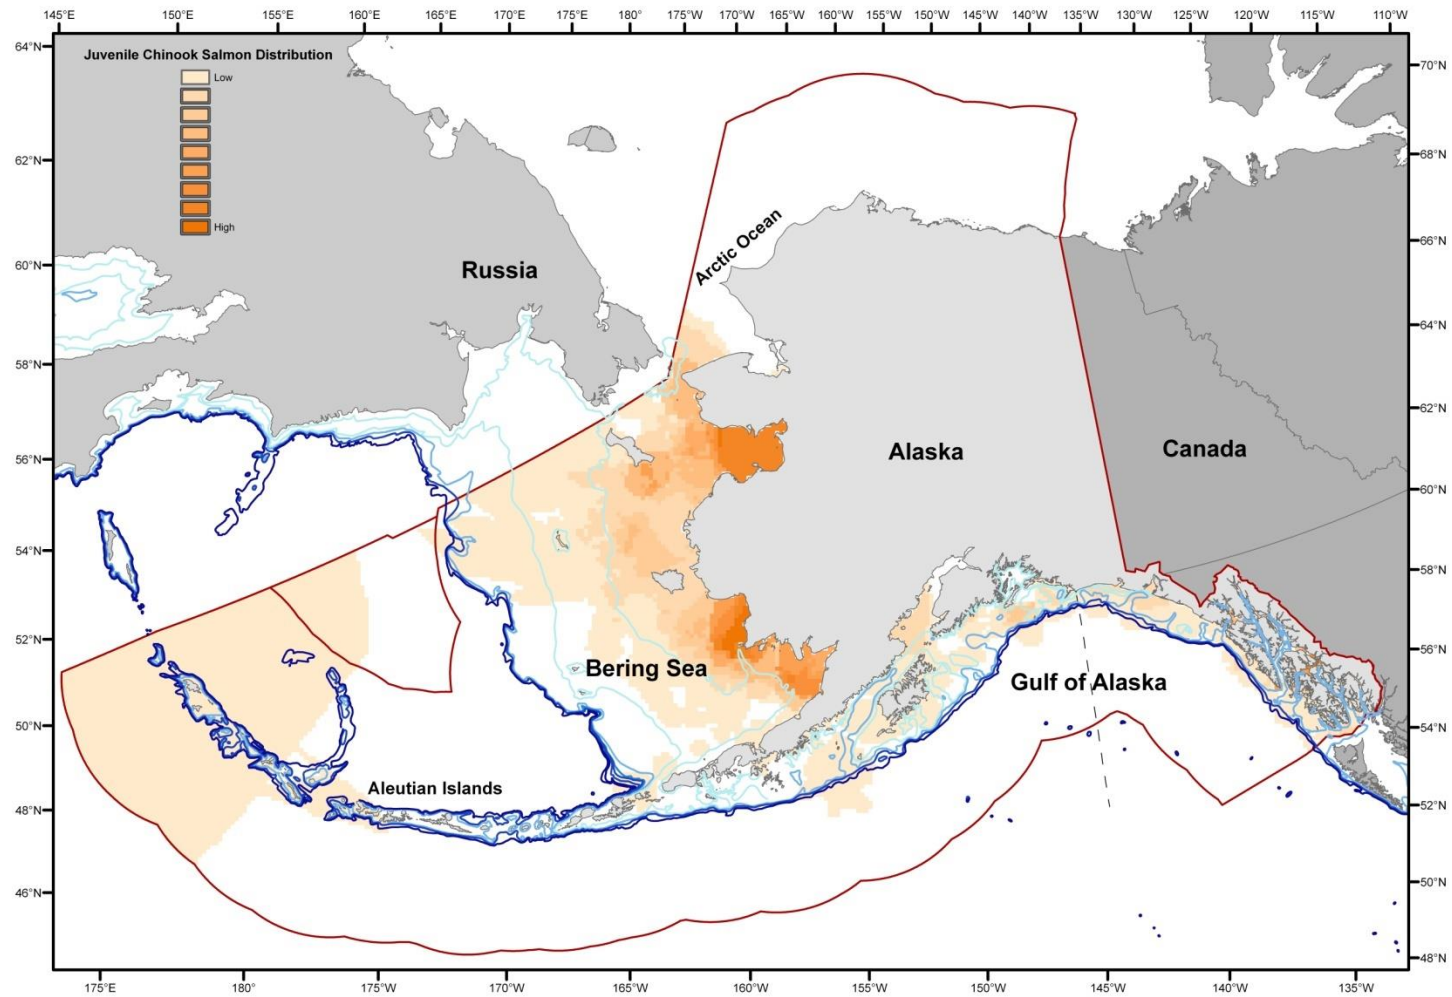 145°E 150°E 155°E 160°E 165°E 170°E 175°E 180° 175°W 170°W 165°W 160°W 155°W 150°W 145°W 140°W 135°W 130°W 125°W 120°W 115°W 110°W
64°N
Juvenile Chinook Salmon Distribution
70°N
Low
62°N
68°N
High
Arctic Ocean
66°N
60°N
Russia
64°N
58°N
62°N
Alaska
Canada
56°N
60°N
54°N
58°N
52°N
56°N
Bering Sea
Gulf of Alaska
50°N
54°N
Aleutian Islands
48°N
52°N
46°N
50°N
48°N
175°E 180° 175°W 170°W 165°W 160°W 155°W 150°W 145°W 140°W 135°W